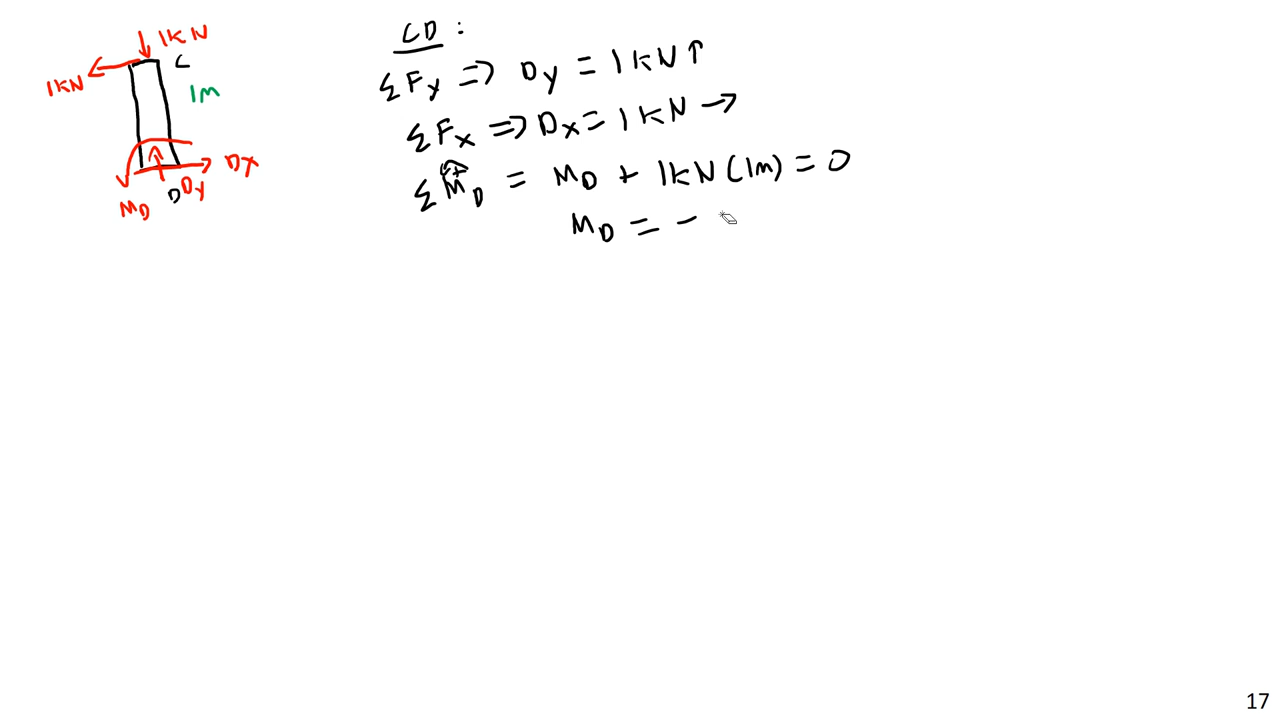 1KN
1KN
C
1M
DX
D Dy
MD
CD :
ΣFy => Dy = 1KN↑
ΣFx => Dx = 1KN →
ΣMD = MD + 1KN (1M) = 0
MD = -
17